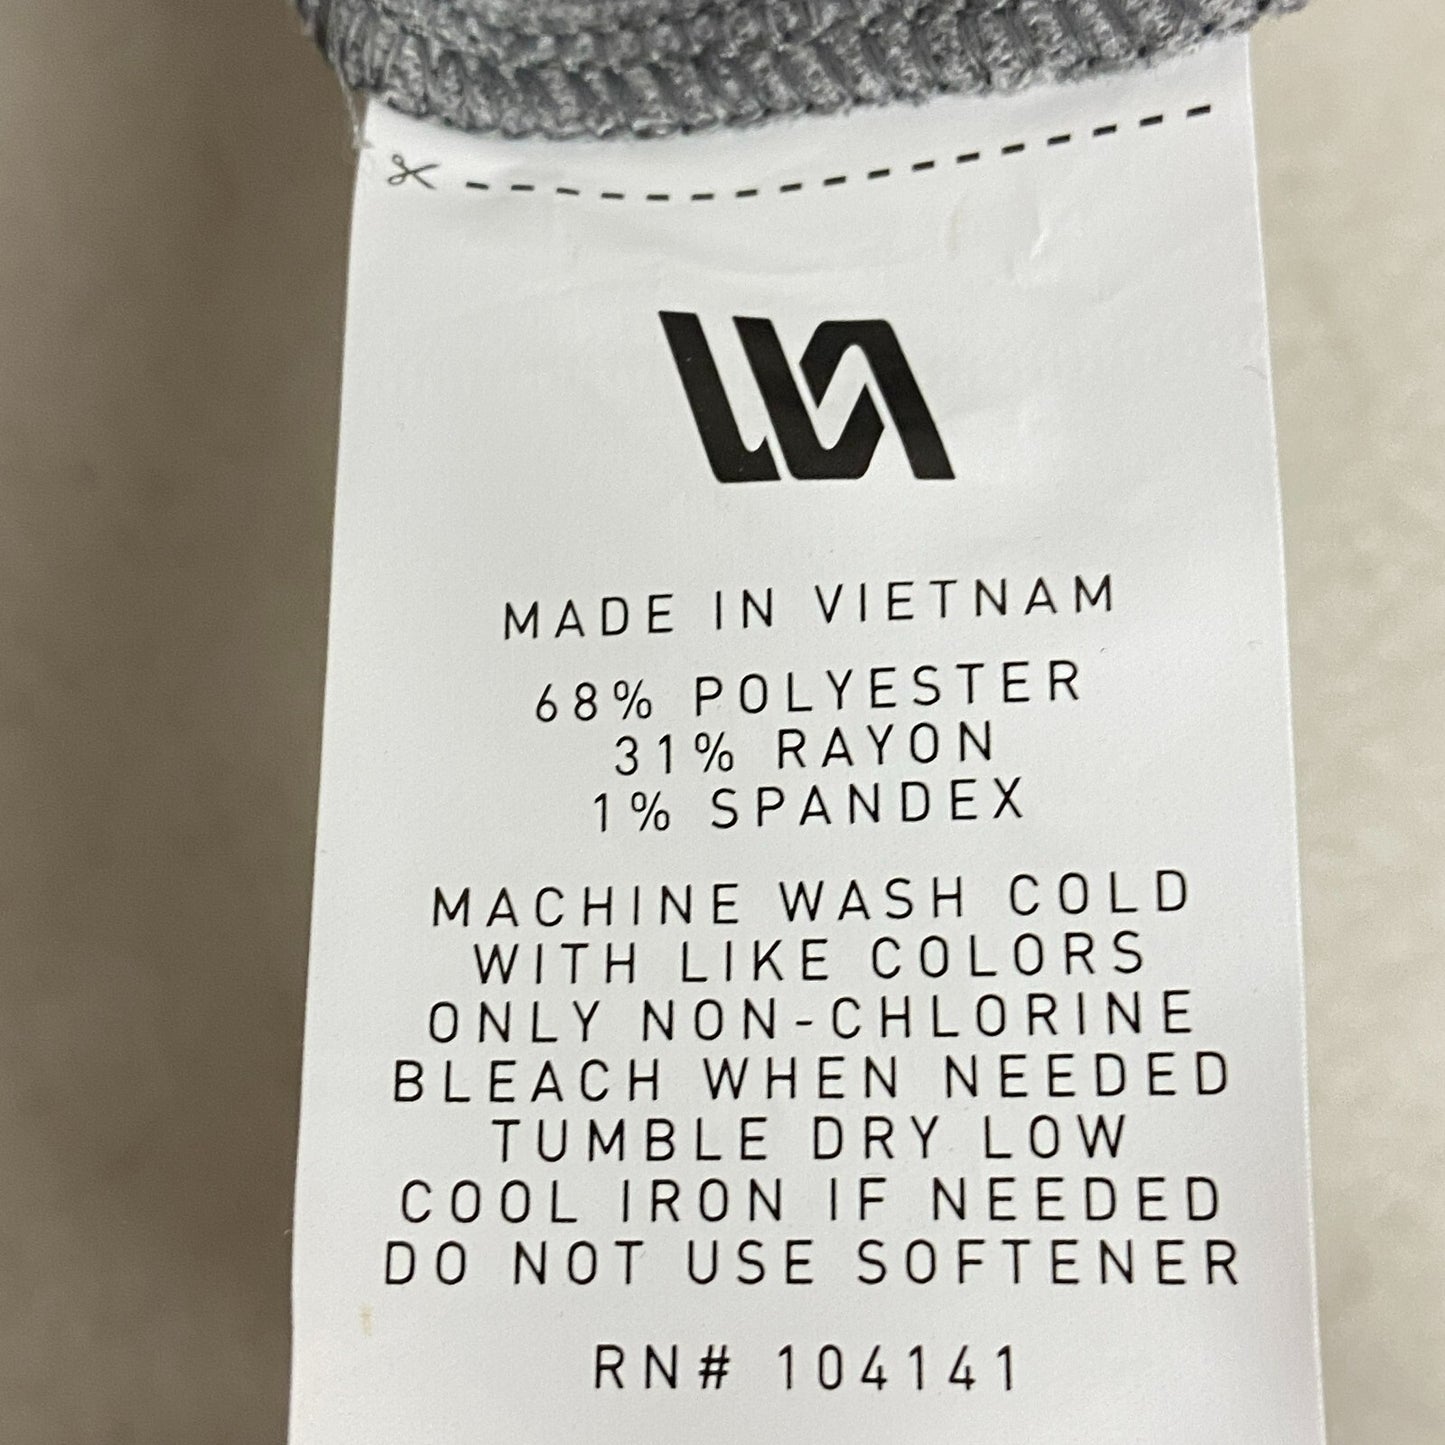 MADE IN VIETNAM
68% POLYESTER
31% RAYON
1% SPANDEX
MACHINE WASH COLD
WITH LIKE COLORS
ONLY NON-CHLORINE
BLEACH WHEN NEEDED
TUMBLE DRY LOW
COOL IRON IF NEEDED
DO NOT USE SOFTENER
RN# 104141